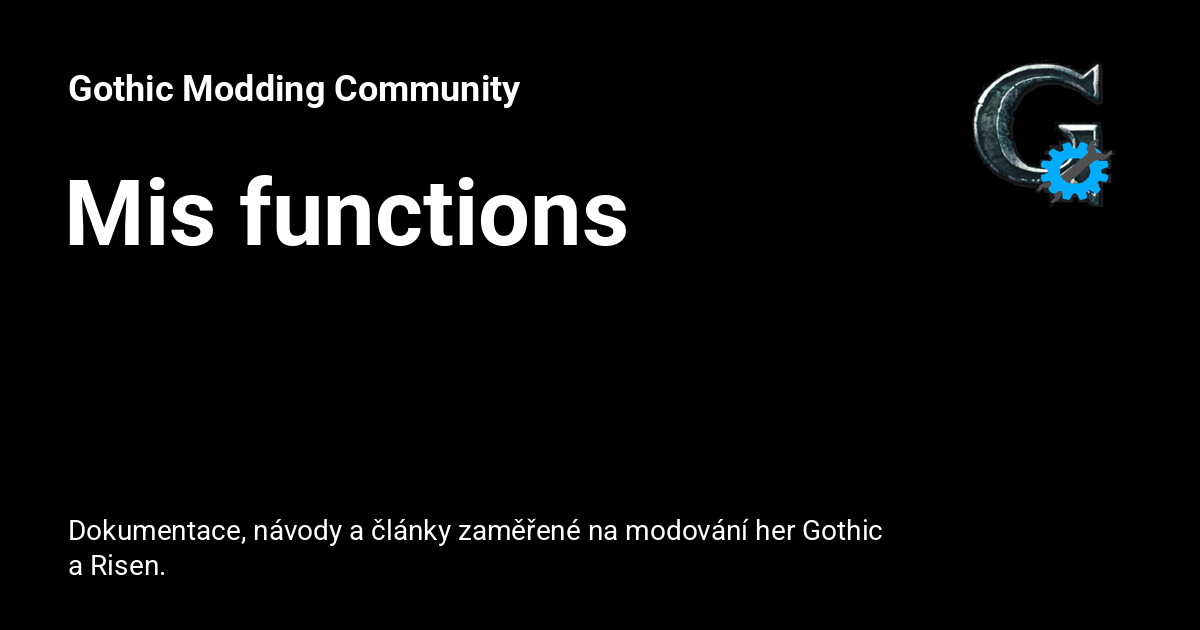 Gothic Modding Community
Mis functions
Dokumentace, návody a články zaměřené na modování her Gothic
a Risen.